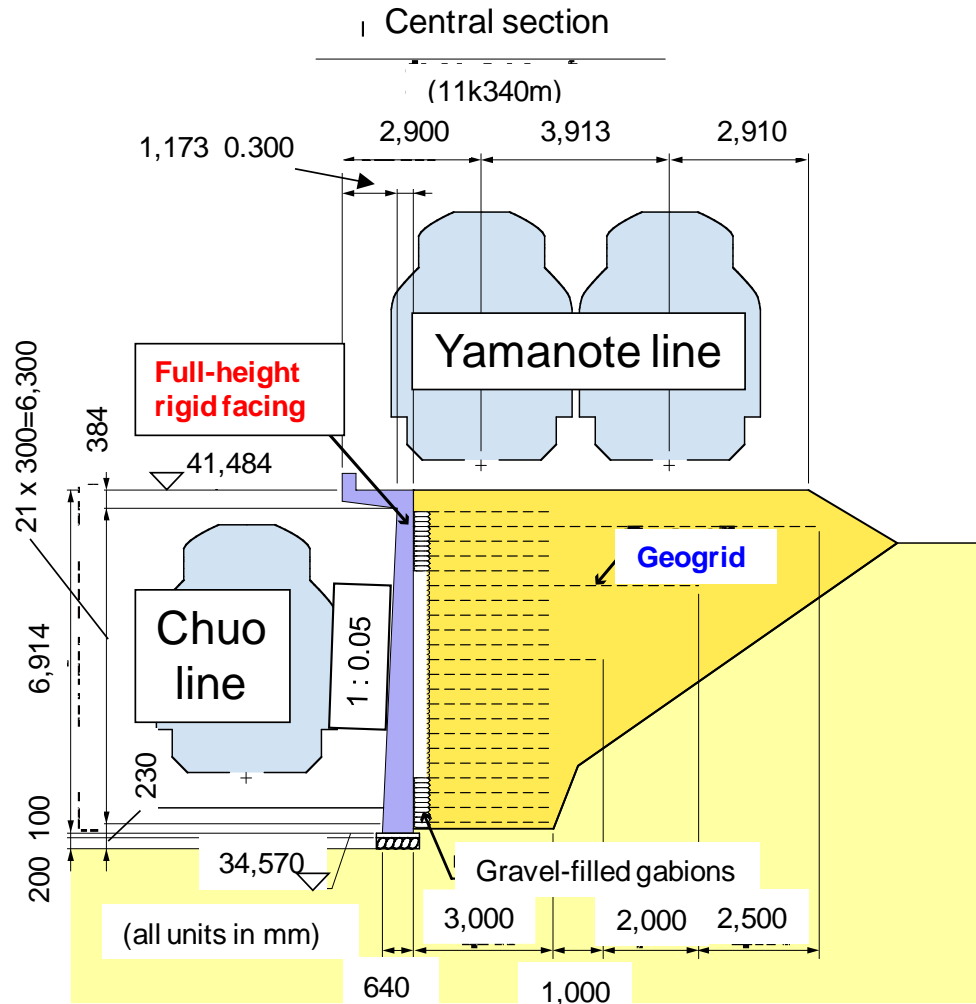 Central section
(11k340m)
2,900
3,913
2,910
1,173 0.300
Yamanote line
Full-height
rigid facing
21 x 300=6,300
384
41,484
Geogrid
Chuo
line
1 : 0.05
6,914
230
100
200
34,570
Gravel-filled gabions
(all units in mm)
3,000
2,000
2,500
640
1,000